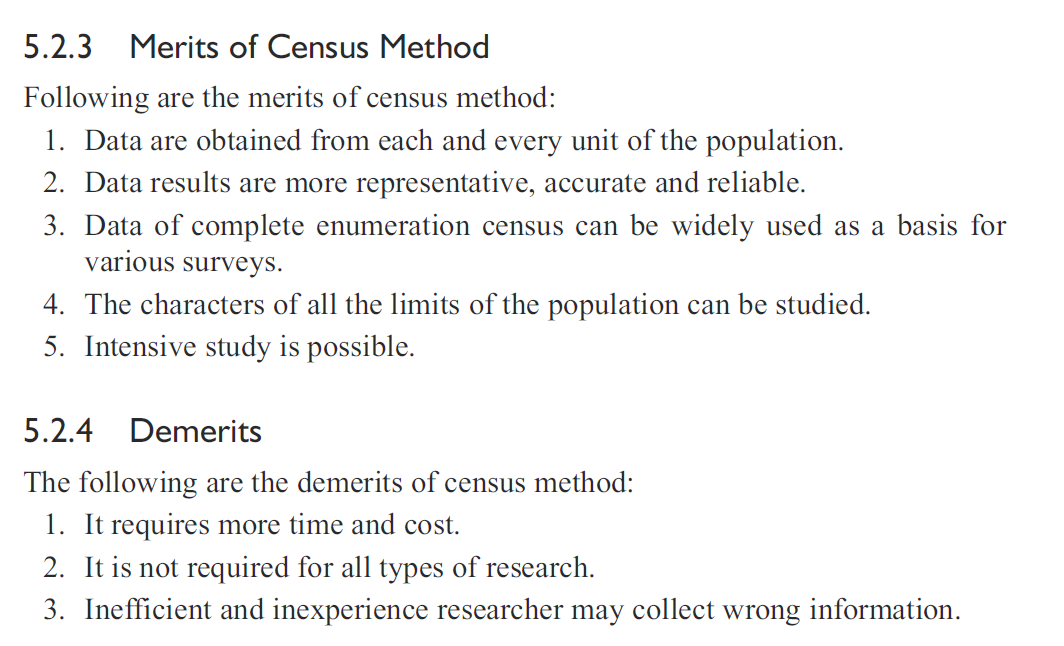 5.2.3 Merits of Census Method
Following are the merits of census method:
1. Data are obtained from each and every unit of the population.
2. Data results are more representative, accurate and reliable.
3. Data of complete enumeration census can be widely used as a basis for
various surveys.
4. The characters of all the limits of the population can be studied.
5. Intensive study is possible.
5.2.4 Demerits
The following are the demerits of census method:
1. It requires more time and cost.
2. It is not required for all types of research.
3. Inefficient and inexperience researcher may collect wrong information.